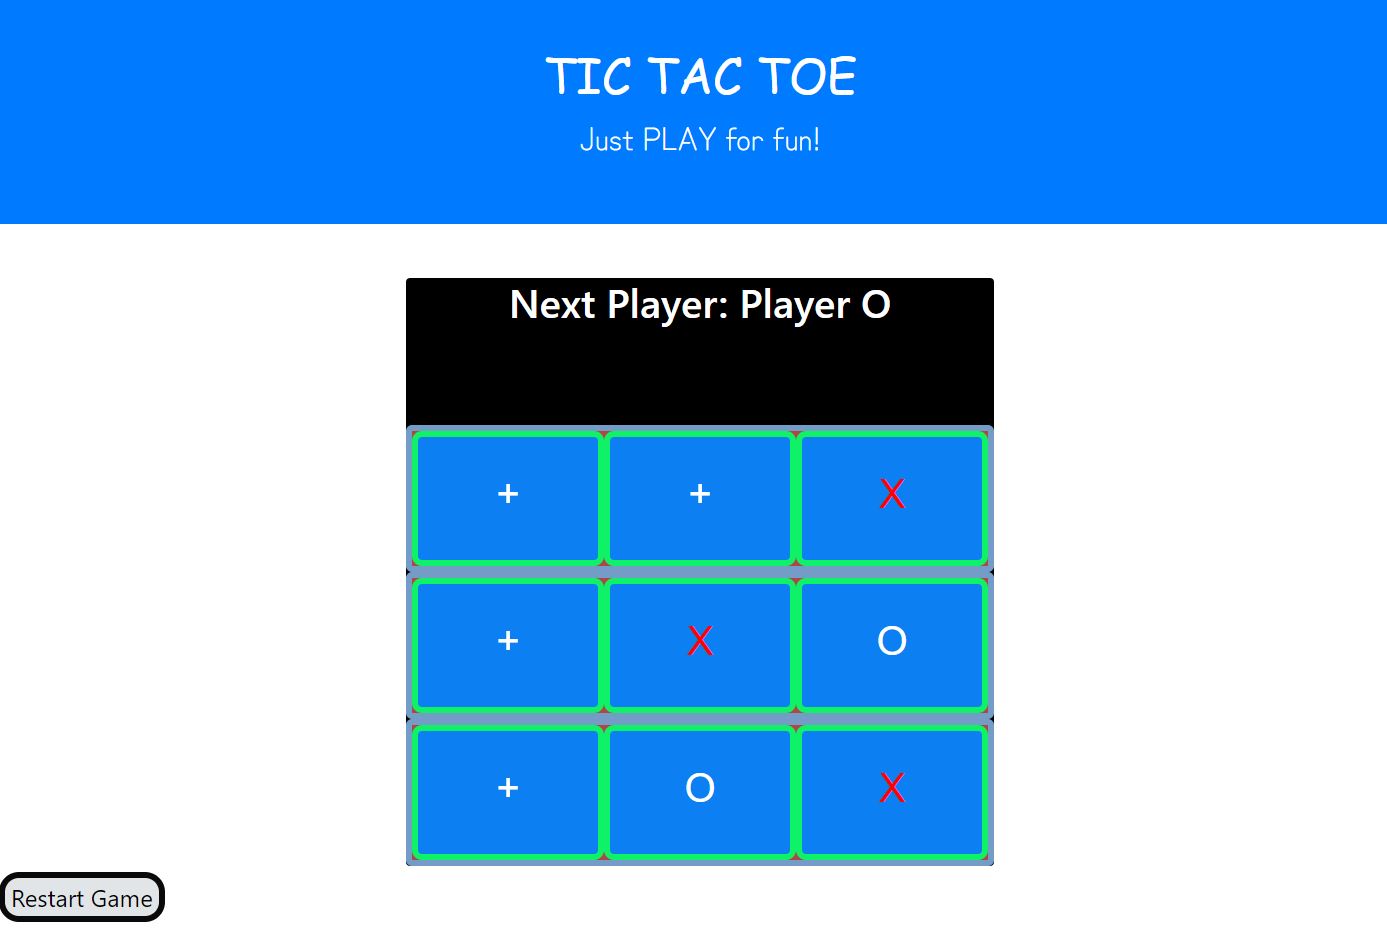 TIC TAC TOE
Just PLAY for fun!
Next Player: Player O
+ + X
+ X O
+ O X
Restart Game